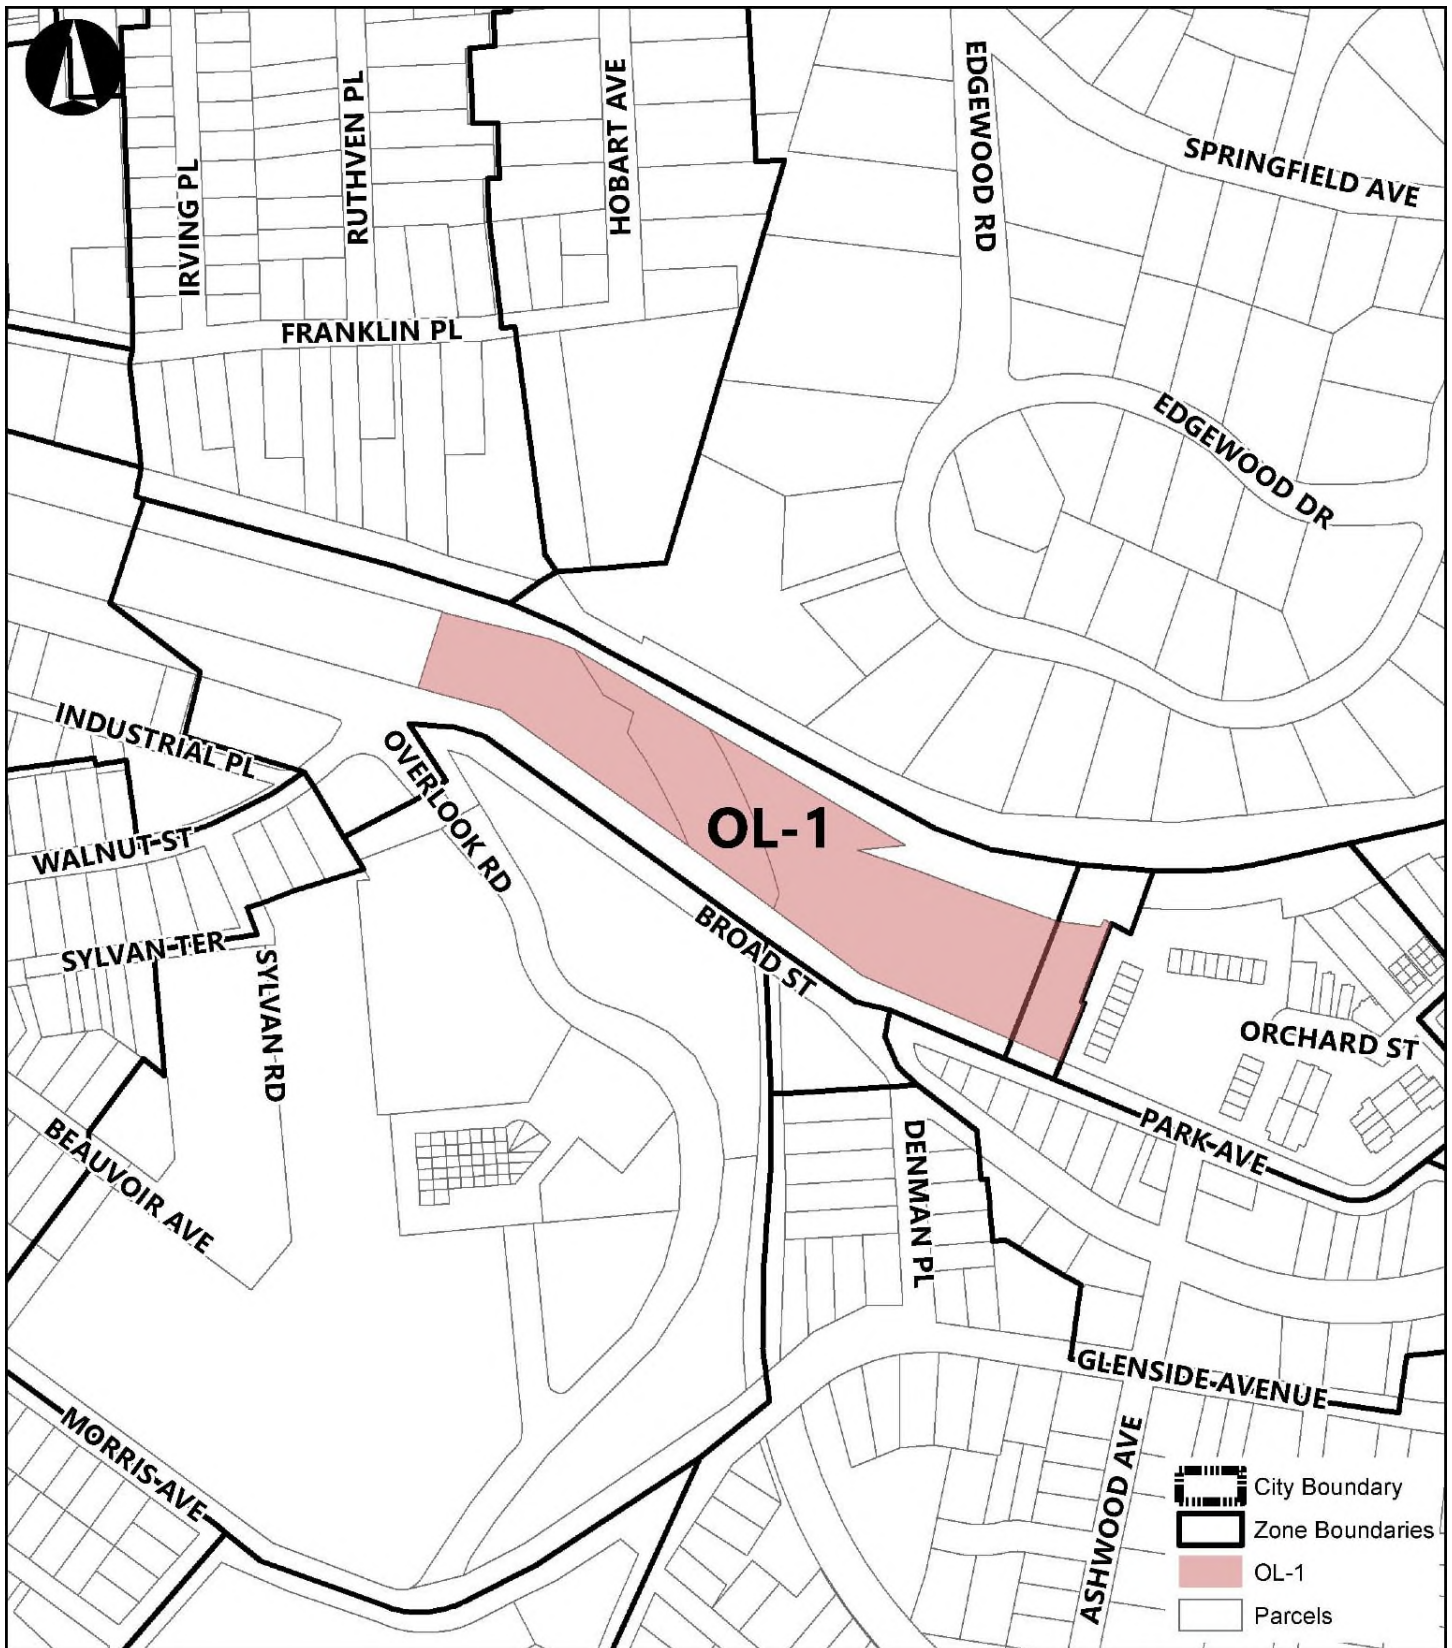 EDGEWOOD RD
HOBART AVE
RUTHVEN PL
IRVING PL
SPRINGFIELD AVE
FRANKLIN PL
EDGEWOOD DR
INDUSTRIAL PL
OVERLOOK RD
OL-1
WALNUT ST
BROAD ST
SYLVAN TER
SYLVAN RD
ORCHARD ST
PARK AVE
DENMAN PL
BEAUVOIR AVE
GLENSIDE AVENUE
MORRIS AVE
ASHWOOD AVE
City Boundary
Zone Boundaries
OL-1
Parcels